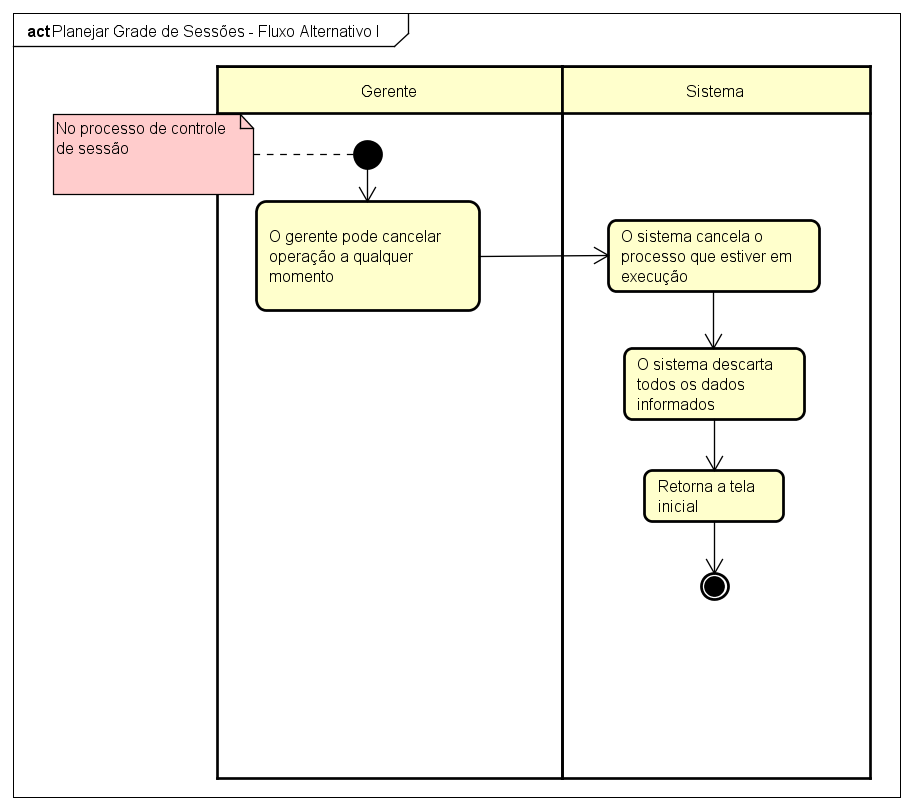 act Planejar Grade de Sessões - Fluxo Alternativo I
Gerente
Sistema
No processo de controle
de sessão
O gerente pode cancelar
operação a qualquer
momento
O sistema cancela o
processo que estiver em
execução
O sistema descarta
todos os dados
informados
Retorna a tela
inicial